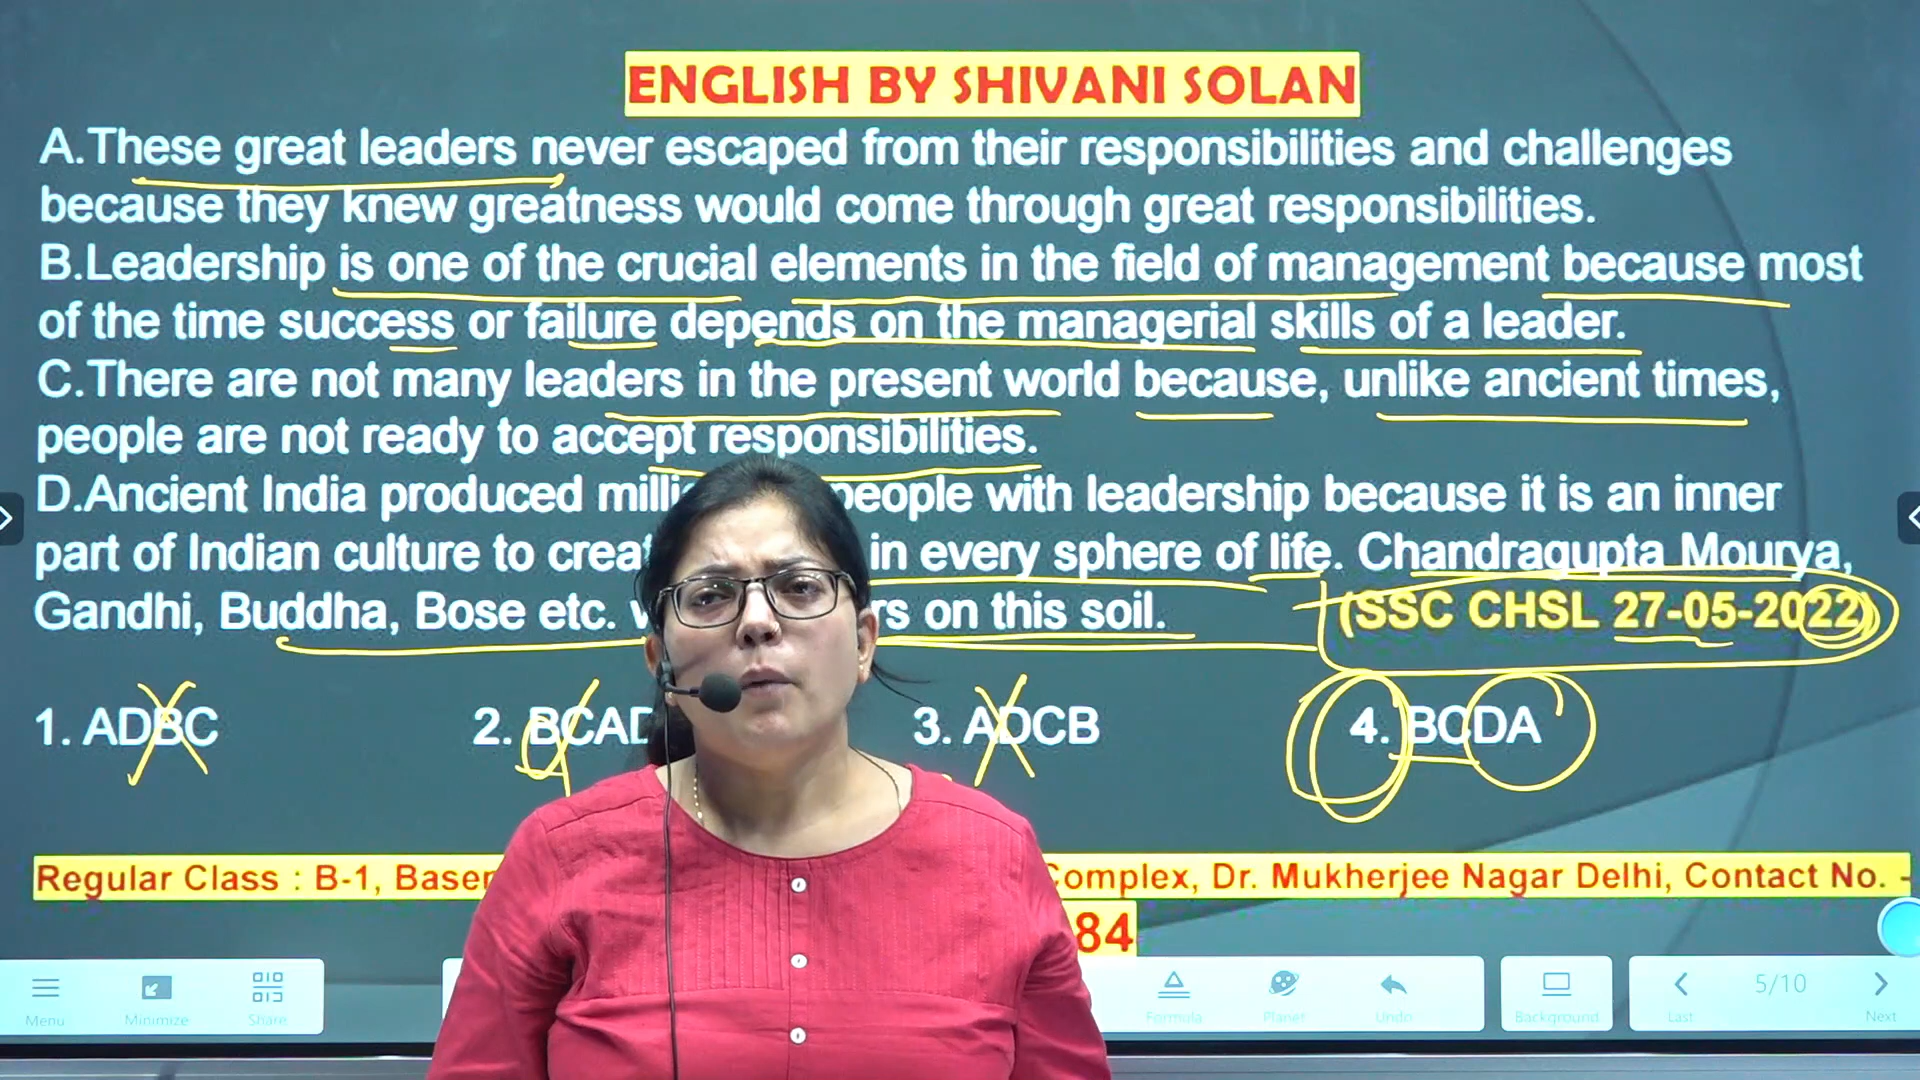 ENGLISH BY SHIVANI SOLAN
A.These great leaders never escaped from their responsibilities and challenges
because they knew greatness would come through great responsibilities.
B.Leadership is one of the crucial elements in the field of management because most
of the time success or failure depends on the managerial skills of a leader.
C.There are not many leaders in the present world because, unlike ancient times,
people are not ready to accept responsibilities.
D.Ancient India produced people with leadership because it is an inner
part of Indian culture to in every sphere of life. Chandragupta Mourya,
Gandhi, Buddha, Bose etc. on this soil. (SSC CHSL 27-05-2022)
1. ADBC 2. BCAD 3. ADCB 4. BCDA
Regular Class : B-1, Complex, Dr. Mukherjee Nagar Delhi, Contact No. -
84
Menu Minimize Share Formula Planet Undo Background Last 5/10 Next